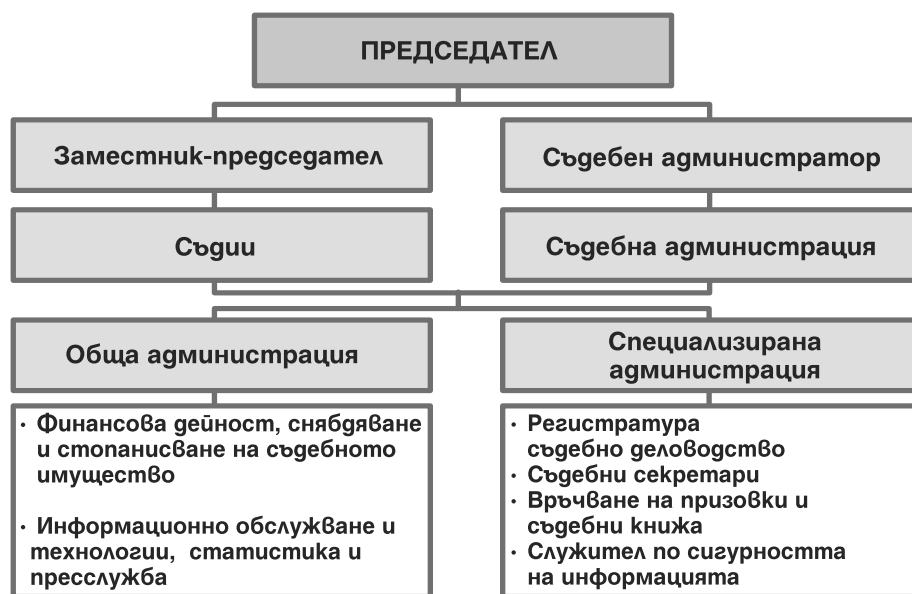 ПРЕДСЕДАТЕЛ
Заместник-председател
Съдебен администратор
Съдии
Съдебна администрация
Обща администрация
Специализирана
администрация
· Финансова дейност, снябдяване
и стопанисване на съдебното
имущество
· Информационно обслужване и
технологии, статистика и
пресслужба
· Регистратура
съдебно деловодство
· Съдебни секретари
· Връчване на призовки и
съдебни книжа
· Служител по сигурността
на информацията